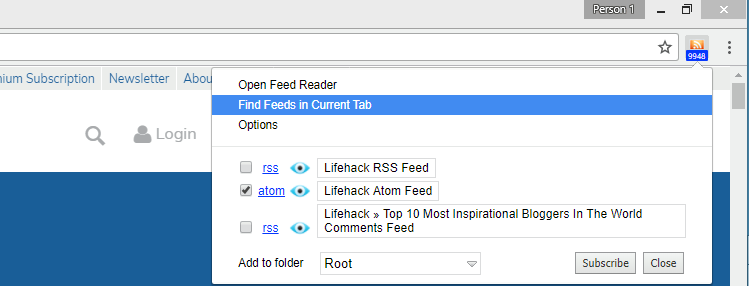 Person 1
9948
mium Subscription Newsletter Abou
Login
Open Feed Reader
Find Feeds in Current Tab
Options
rss Lifehack RSS Feed
atom Lifehack Atom Feed
rss Lifehack » Top 10 Most Inspirational Bloggers In The World
Comments Feed
Add to folder Root Subscribe Close